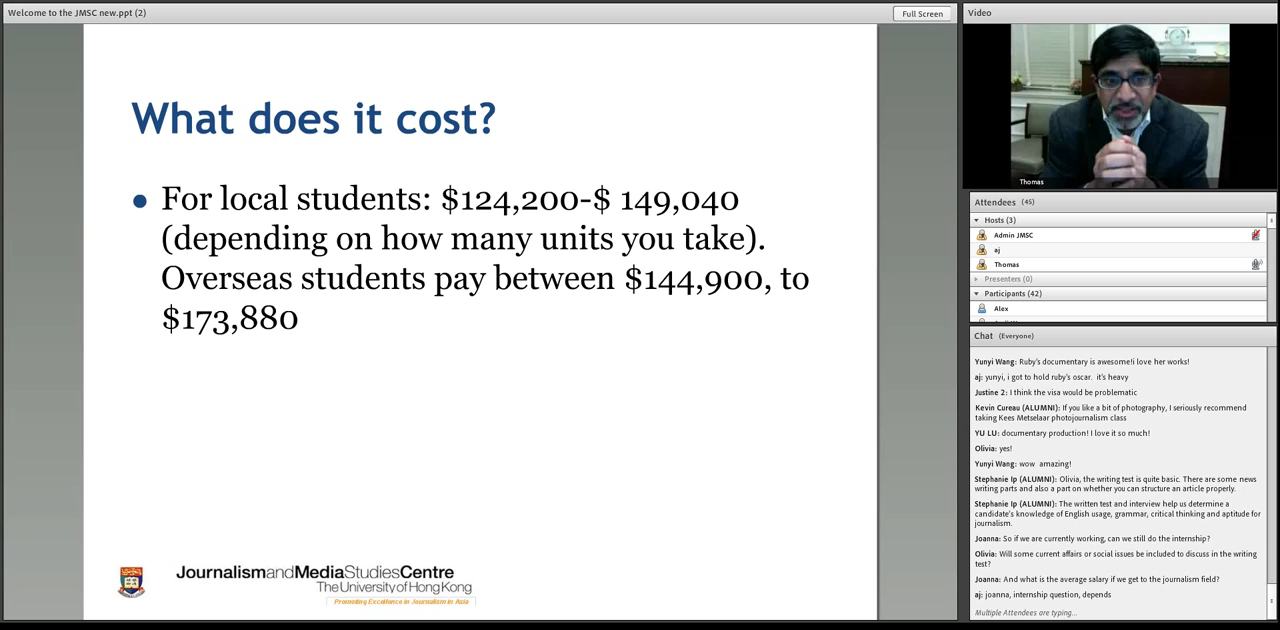 Welcome to the JMSC new.ppt (2)
Full Screen
What does it cost?
For local students: $124,200-$ 149,040
(depending on how many units you take).
Overseas students pay between $144,900, to
$173,880
JournalismandMediaStudiesCentre
The University of Hong Kong
Promoting Excellence in Journalism in Asia
Video
Thomas
Attendees (45)
Hosts (3)
Admin JMSC
aj
Thomas
Presenters (0)
Participants (42)
Alex
Chat (Everyone)
Yunyi Wang: Ruby's documentary is awesome!i love her works!
aj: yunyi, i got to hold ruby's oscar. it's heavy
Justine 2: I think the visa would be problematic
Kevin Cureau (ALUMNI): If you like a bit of photography, I seriously recommend
taking Kees Metselaar photojournalism class
YU LU: documentary production! I love it so much!
Olivia: yes!
Yunyi Wang: wow amazing!
Stephanie Ip (ALUMNI): Olivia, the writing test is quite basic. There are some news
writing parts and also a part on whether you can structure an article properly.
Stephanie Ip (ALUMNI): The written test and interview help us determine a
candidate's knowledge of English usage, grammar, critical thinking and aptitude for
journalism.
Joanna: So if we are currently working, can we still do the internship?
Olivia: Will some current affairs or social issues be included to discuss in the writing
test?
Joanna: And what is the average salary if we get to the journalism field?
aj: joanna, internship question, depends
Multiple Attendees are typing...